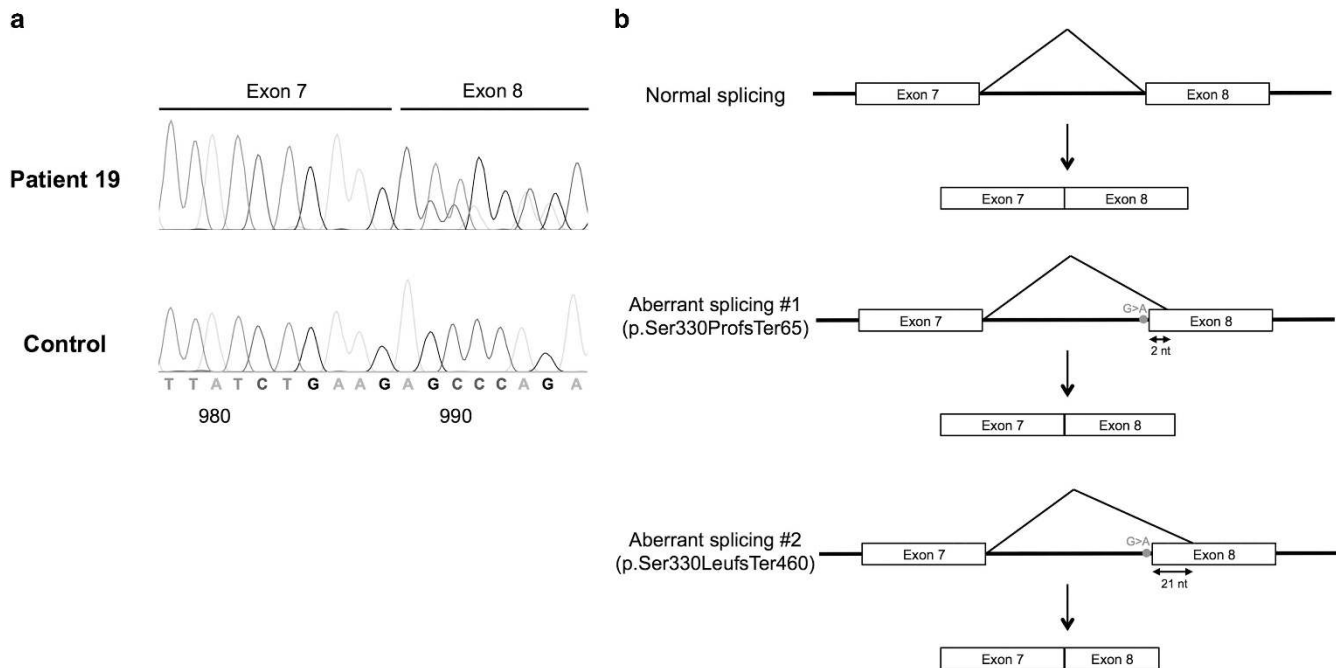 a
Exon 7 Exon 8
Patient 19
Control
T T A T C T G A A G A G C C C A G A
980 990
b
Normal splicing
Exon 7 Exon 8
Exon 7 Exon 8
Aberrant splicing #1
(p.Ser330ProfsTer65)
G>A
Exon 7 Exon 8
2 nt
Exon 7 Exon 8
Aberrant splicing #2
(p.Ser330LeufsTer460)
G>A
Exon 7 Exon 8
21 nt
Exon 7 Exon 8